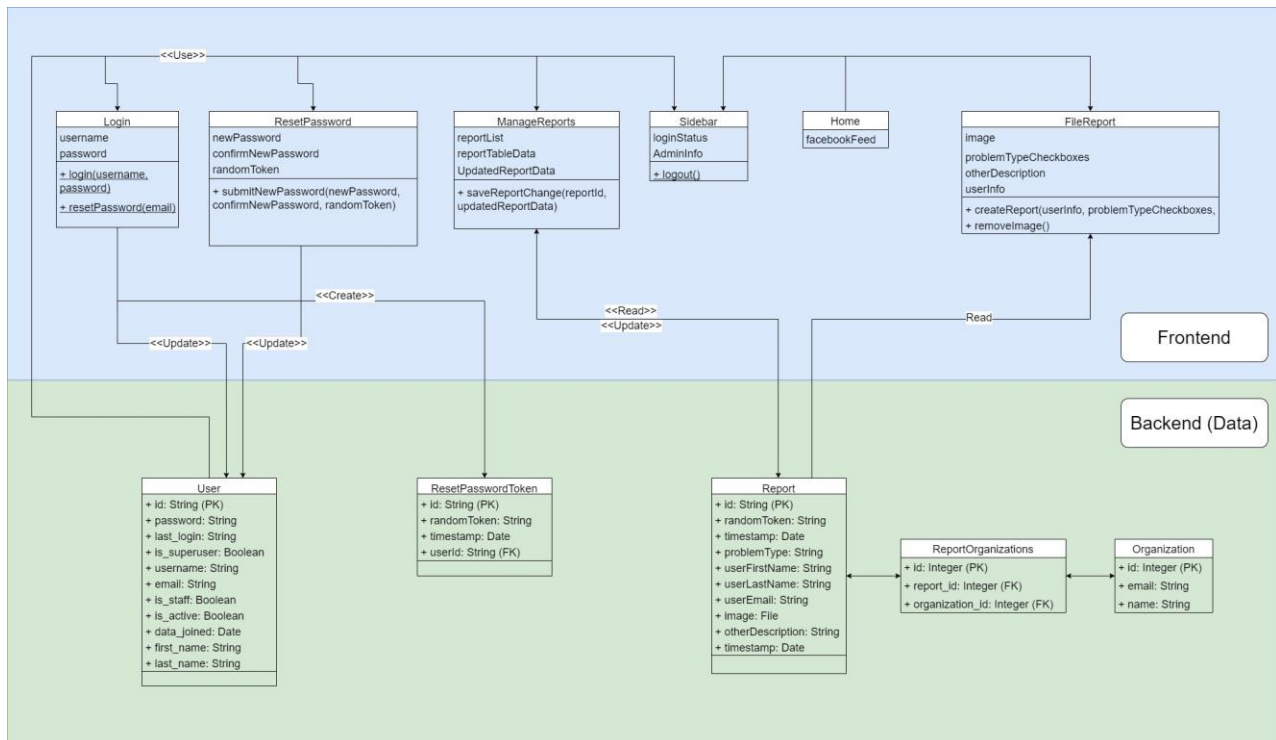 <<Use>>
Login
username
password
+ login(username,
password)
+ resetPassword(email)
ResetPassword
newPassword
confirmNewPassword
randomToken
+ submitNewPassword(newPassword,
confirmNewPassword, randomToken)
ManageReports
reportList
reportTableData
UpdatedReportData
+ saveReportChange(reportId,
updatedReportData)
Sidebar
loginStatus
AdminInfo
+ logout()
Home
facebookFeed
FileReport
image
problemTypeCheckboxes
otherDescription
userInfo
+ createReport(userInfo, problemTypeCheckboxes,
+ removeImage()
<<Create>>
<<Update>>
<<Update>>
<<Read>>
<<Update>>
Read
Frontend
Backend (Data)
User
+ id: String (PK)
+ password: String
+ last_login: String
+ is_superuser: Boolean
+ username: String
+ email: String
+ is_staff: Boolean
+ is_active: Boolean
+ data_joined: Date
+ first_name: String
+ last_name: String
ResetPasswordToken
+ id: String (PK)
+ randomToken: String
+ timestamp: Date
+ userId: String (FK)
Report
+ id: String (PK)
+ randomToken: String
+ timestamp: Date
+ problemType: String
+ userFirstName: String
+ userLastName: String
+ userEmail: String
+ image: File
+ otherDescription: String
+ timestamp: Date
ReportOrganizations
+ id: Integer (PK)
+ report_id: Integer (FK)
+ organization_id: Integer (FK)
Organization
+ id: Integer (PK)
+ email: String
+ name: String